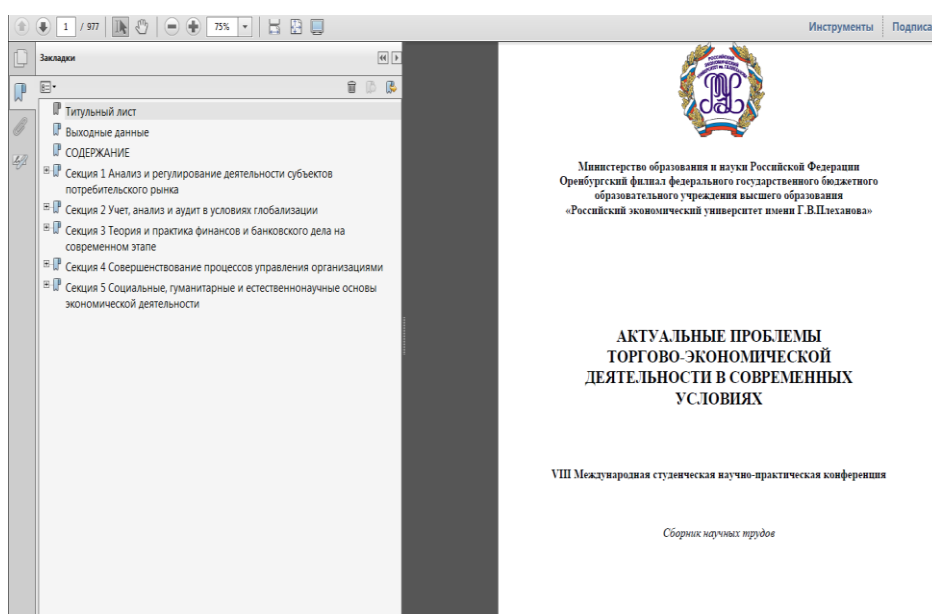 1 / 977
75%
Инструменты
Подписа
Закладки
Титульный лист
Выходные данные
СОДЕРЖАНИЕ
Секция 1 Анализ и регулирование деятельности субъектов
потребительского рынка
Секция 2 Учет, анализ и аудит в условиях глобализации
Секция 3 Теория и практика финансов и банковского дела на
современном этапе
Секция 4 Совершенствование процессов управления организациями
Секция 5 Социальные, гуманитарные и естественнонаучные основы
экономической деятельности
Министерство образования и науки Российской Федерации
Оренбургский филиал федерального государственного бюджетного
образовательного учреждения высшего образования
«Российский экономический университет имени Г.В.Плеханова»
АКТУАЛЬНЫЕ ПРОБЛЕМЫ
ТОРГОВО-ЭКОНОМИЧЕСКОЙ
ДЕЯТЕЛЬНОСТИ В СОВРЕМЕННЫХ
УСЛОВИЯХ
VIII Международная студенческая научно-практическая конференция
Сборник научных трудов